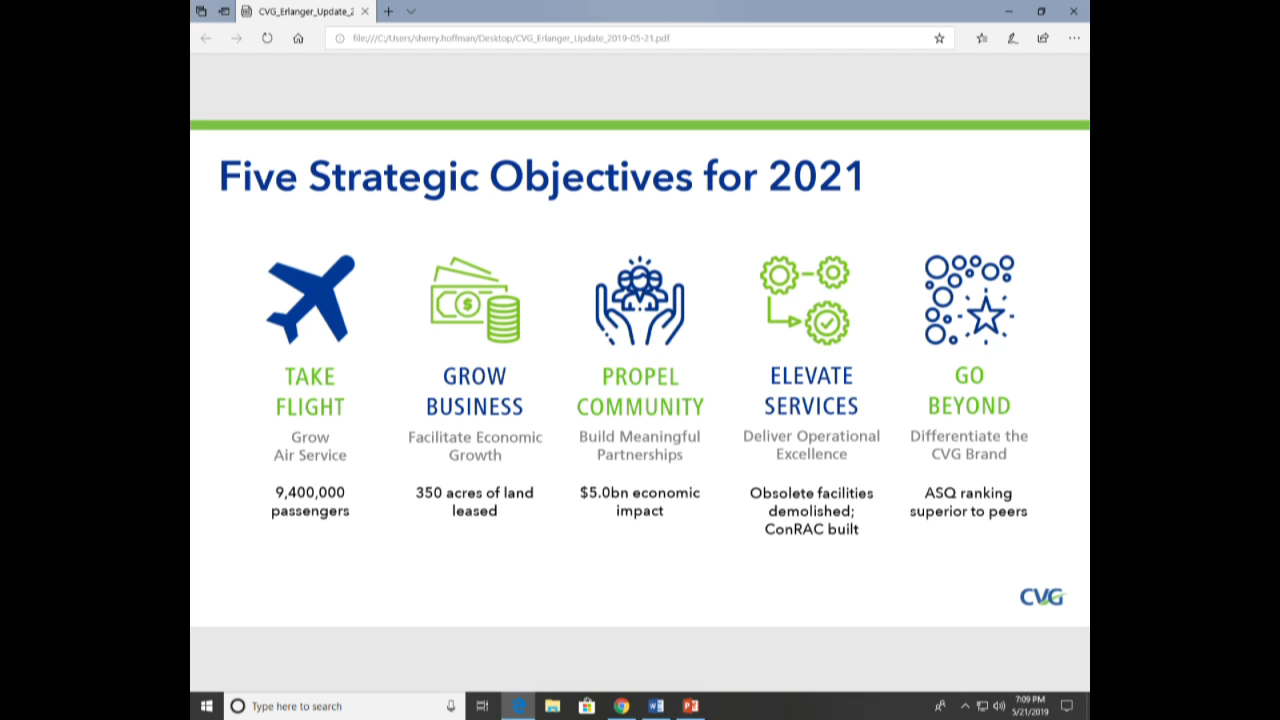 CVG_Erlanger_Update_2
file:///C:/Users/sherry.hoffman/Desktop/CVG_Erlanger_Update_2019-05-21.pdf
Five Strategic Objectives for 2021
$
TAKE
FLIGHT
Grow
Air Service
9,400,000
passengers
GROW
BUSINESS
Facilitate Economic
Growth
350 acres of land
leased
PROPEL
COMMUNITY
Build Meaningful
Partnerships
$5.0bn economic
impact
ELEVATE
SERVICES
Deliver Operational
Excellence
Obsolete facilities
demolished;
ConRAC built
GO
BEYOND
Differentiate the
CVG Brand
ASQ ranking
superior to peers
CVG
Type here to search
7:09 PM
5/21/2019